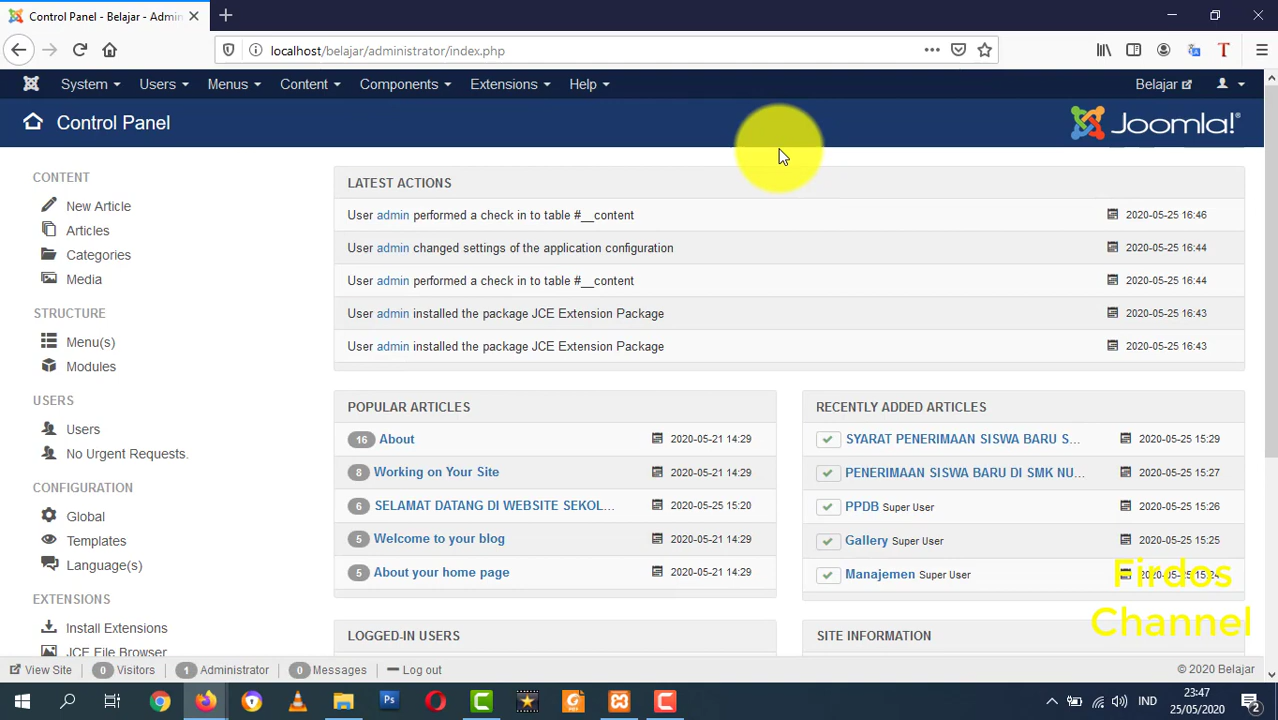 Control Panel - Belajar - Admin
localhost/belajar/administrator/index.php
System Users Menus Content Components Extensions Help Belajar
Control Panel
Joomla!®
CONTENT
New Article
Articles
Categories
Media
STRUCTURE
Menu(s)
Modules
USERS
Users
No Urgent Requests.
CONFIGURATION
Global
Templates
Language(s)
EXTENSIONS
Install Extensions
JCE File Browser
LATEST ACTIONS
User admin performed a check in to table #__content 2020-05-25 16:46
User admin changed settings of the application configuration 2020-05-25 16:44
User admin performed a check in to table #__content 2020-05-25 16:44
User admin installed the package JCE Extension Package 2020-05-25 16:43
User admin installed the package JCE Extension Package 2020-05-25 16:43
POPULAR ARTICLES
16 About 2020-05-21 14:29
8 Working on Your Site 2020-05-21 14:29
6 SELAMAT DATANG DI WEBSITE SEKOL... 2020-05-25 15:20
5 Welcome to your blog 2020-05-21 14:29
5 About your home page 2020-05-21 14:29
RECENTLY ADDED ARTICLES
SYARAT PENERIMAAN SISWA BARU S... 2020-05-25 15:29
PENERIMAAN SISWA BARU DI SMK NU... 2020-05-25 15:27
PPDB Super User 2020-05-25 15:26
Gallery Super User 2020-05-25 15:25
Manajemen Super User 2020-05-25 15:24
Firdos
Channel
LOGGED-IN USERS
SITE INFORMATION
View Site 0 Visitors 1 Administrator 0 Messages Log out © 2020 Belajar
IND
23:47
25/05/2020
2